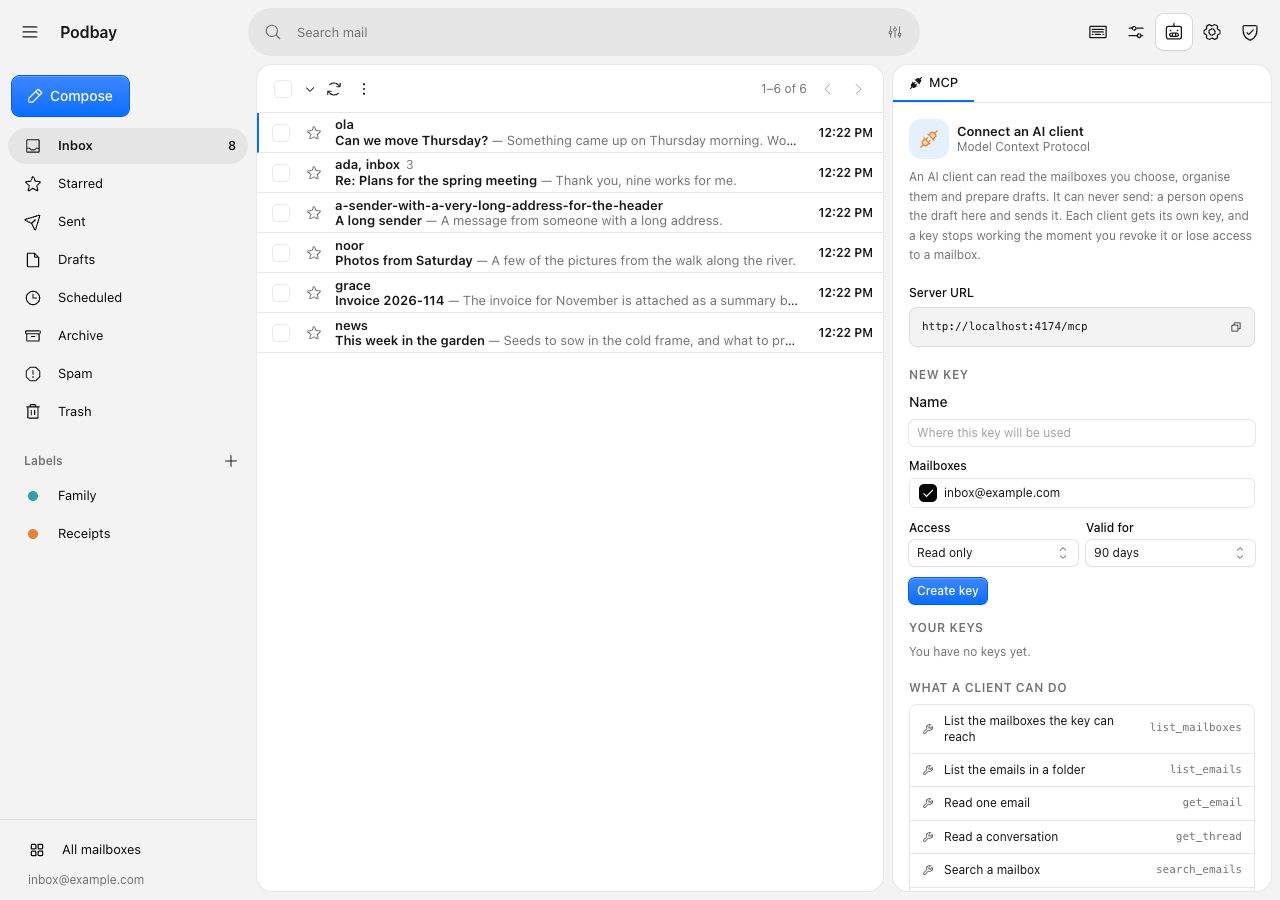 Podbay
Search mail
Compose
Inbox 8
Starred
Sent
Drafts
Scheduled
Archive
Spam
Trash
Labels
Family
Receipts
All mailboxes
inbox@example.com
1–6 of 6
ola
Can we move Thursday? — Something came up on Thursday morning. Wo… 12:22 PM
ada, inbox 3
Re: Plans for the spring meeting — Thank you, nine works for me. 12:22 PM
a-sender-with-a-very-long-address-for-the-header
A long sender — A message from someone with a long address. 12:22 PM
noor
Photos from Saturday — A few of the pictures from the walk along the river. 12:22 PM
grace
Invoice 2026-114 — The invoice for November is attached as a summary b… 12:22 PM
news
This week in the garden — Seeds to sow in the cold frame, and what to pr… 12:22 PM
MCP
Connect an AI client
Model Context Protocol
An AI client can read the mailboxes you choose, organise
them and prepare drafts. It can never send: a person opens
the draft here and sends it. Each client gets its own key, and
a key stops working the moment you revoke it or lose access
to a mailbox.
Server URL
http://localhost:4174/mcp
NEW KEY
Name
Where this key will be used
Mailboxes
inbox@example.com
Access Valid for
Read only 90 days
Create key
YOUR KEYS
You have no keys yet.
WHAT A CLIENT CAN DO
List the mailboxes the key can
reach list_mailboxes
List the emails in a folder list_emails
Read one email get_email
Read a conversation get_thread
Search a mailbox search_emails